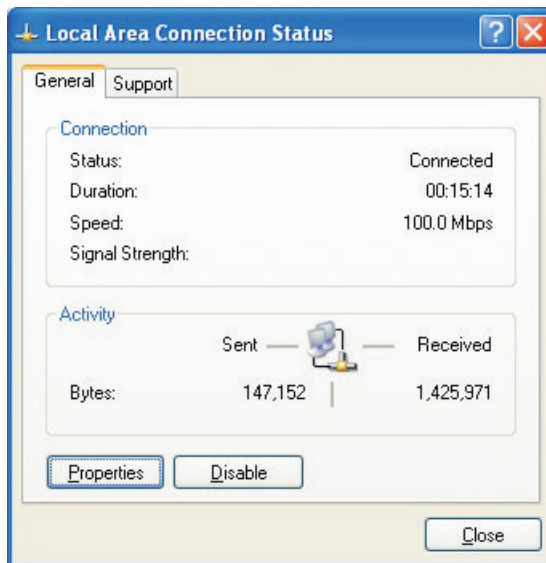 Local Area Connection Status
General Support
Connection
Status: Connected
Duration: 00:15:14
Speed: 100.0 Mbps
Signal Strength:
Activity
Sent Received
Bytes: 147,152 1,425,971
Properties Disable
Close